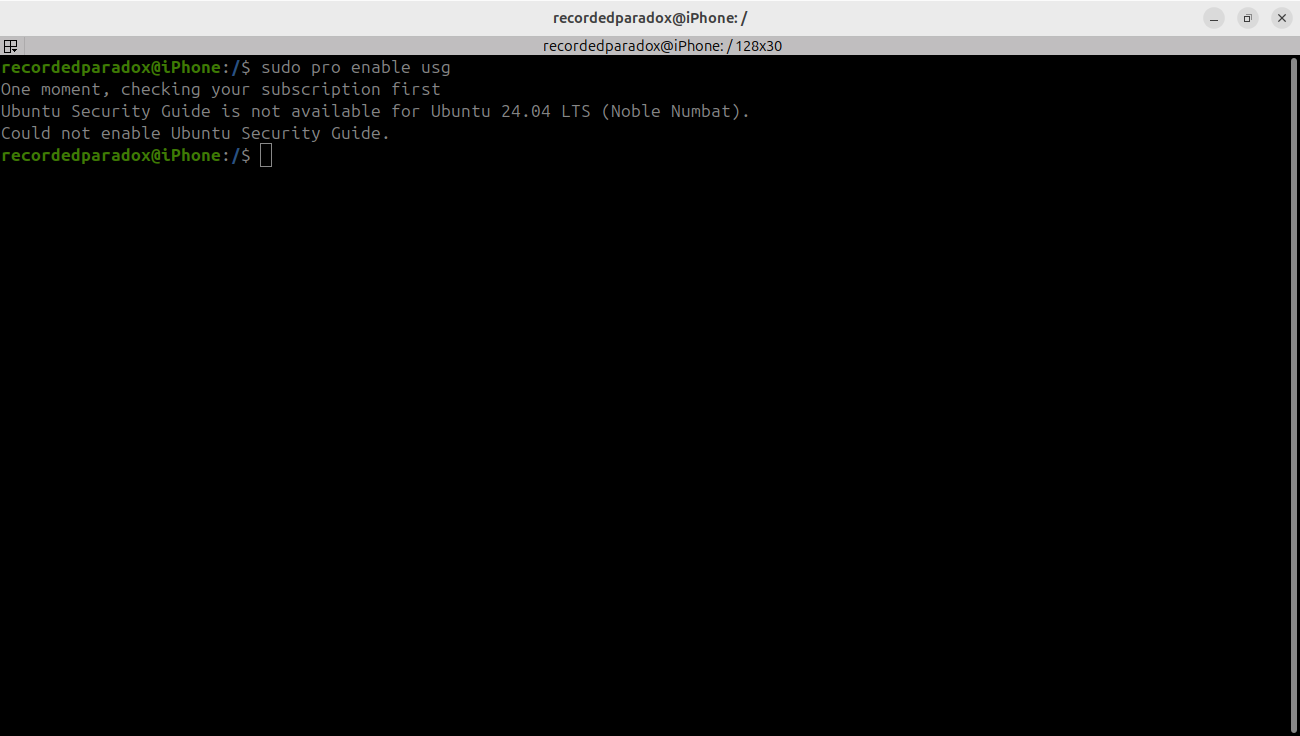 recordedparadox@iPhone: /
recordedparadox@iPhone: / 128x30
recordedparadox@iPhone:/$ sudo pro enable usg
One moment, checking your subscription first
Ubuntu Security Guide is not available for Ubuntu 24.04 LTS (Noble Numbat).
Could not enable Ubuntu Security Guide.
recordedparadox@iPhone:/$